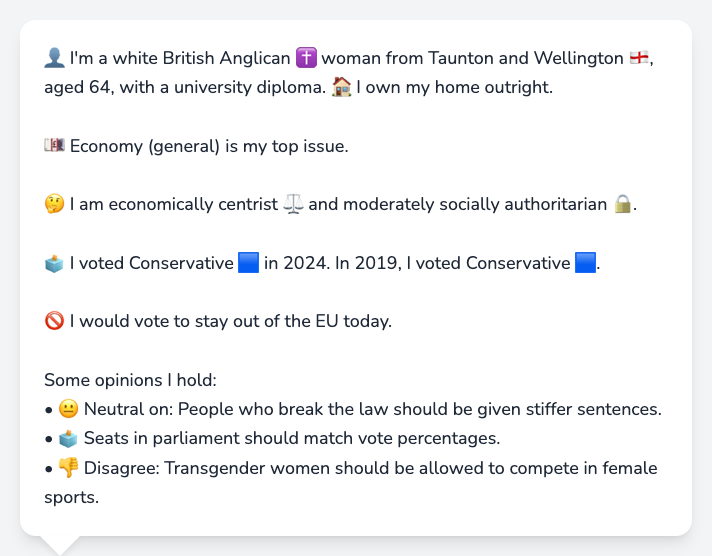 👤 I'm a white British Anglican ✝️ woman from Taunton and Wellington 🏴󠁧󠁢󠁥󠁮󠁧󠁿,
aged 64, with a university diploma. 🏠 I own my home outright.
💷 Economy (general) is my top issue.
🤔 I am economically centrist ⚖️ and moderately socially authoritarian 🔒.
🗳️ I voted Conservative 🟦 in 2024. In 2019, I voted Conservative 🟦.
🚫 I would vote to stay out of the EU today.
Some opinions I hold:
• 😐 Neutral on: People who break the law should be given stiffer sentences.
• 🗳️ Seats in parliament should match vote percentages.
• 👎 Disagree: Transgender women should be allowed to compete in female
sports.